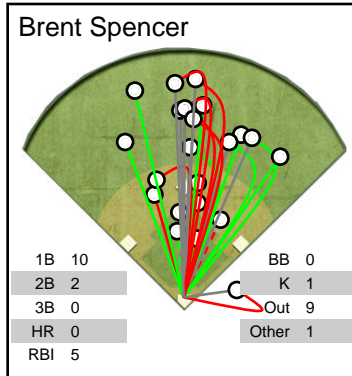 Brent Spencer
1B 10
2B 2
3B 0
HR 0
RBI 5
BB 0
K 1
Out 9
Other 1